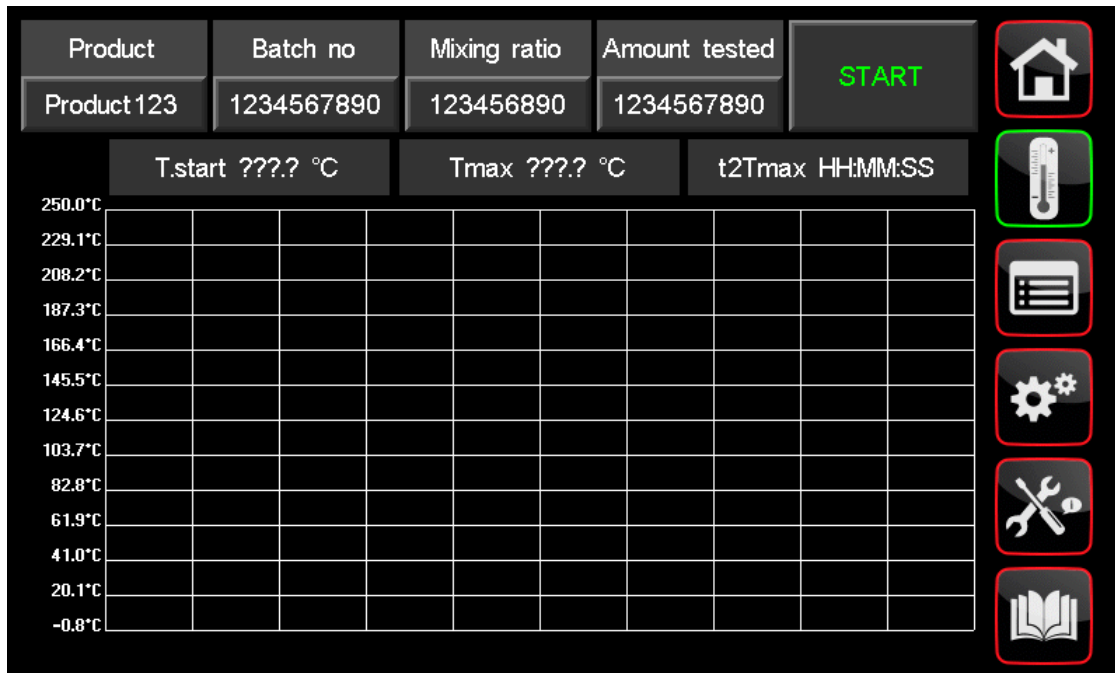 Product
Batch no
Mixing ratio
Amount tested
START
Product123
1234567890
123456890
1234567890
T.start ???.? °C
Tmax ???.? °C
t2Tmax HH:MM:SS
250.0°C
229.1°C
208.2°C
187.3°C
166.4°C
145.5°C
124.6°C
103.7°C
82.8°C
61.9°C
41.0°C
20.1°C
-0.8°C